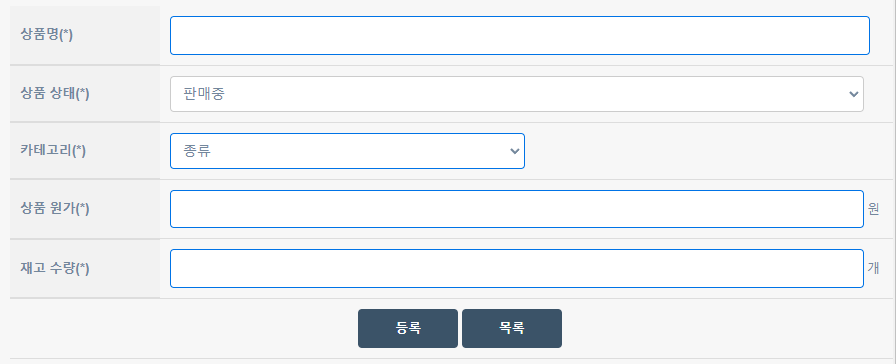 상품명(*)
상품 상태(*) 판매중
카테고리(*) 종류
상품 원가(*) 원
재고 수량(*) 개
등록 목록